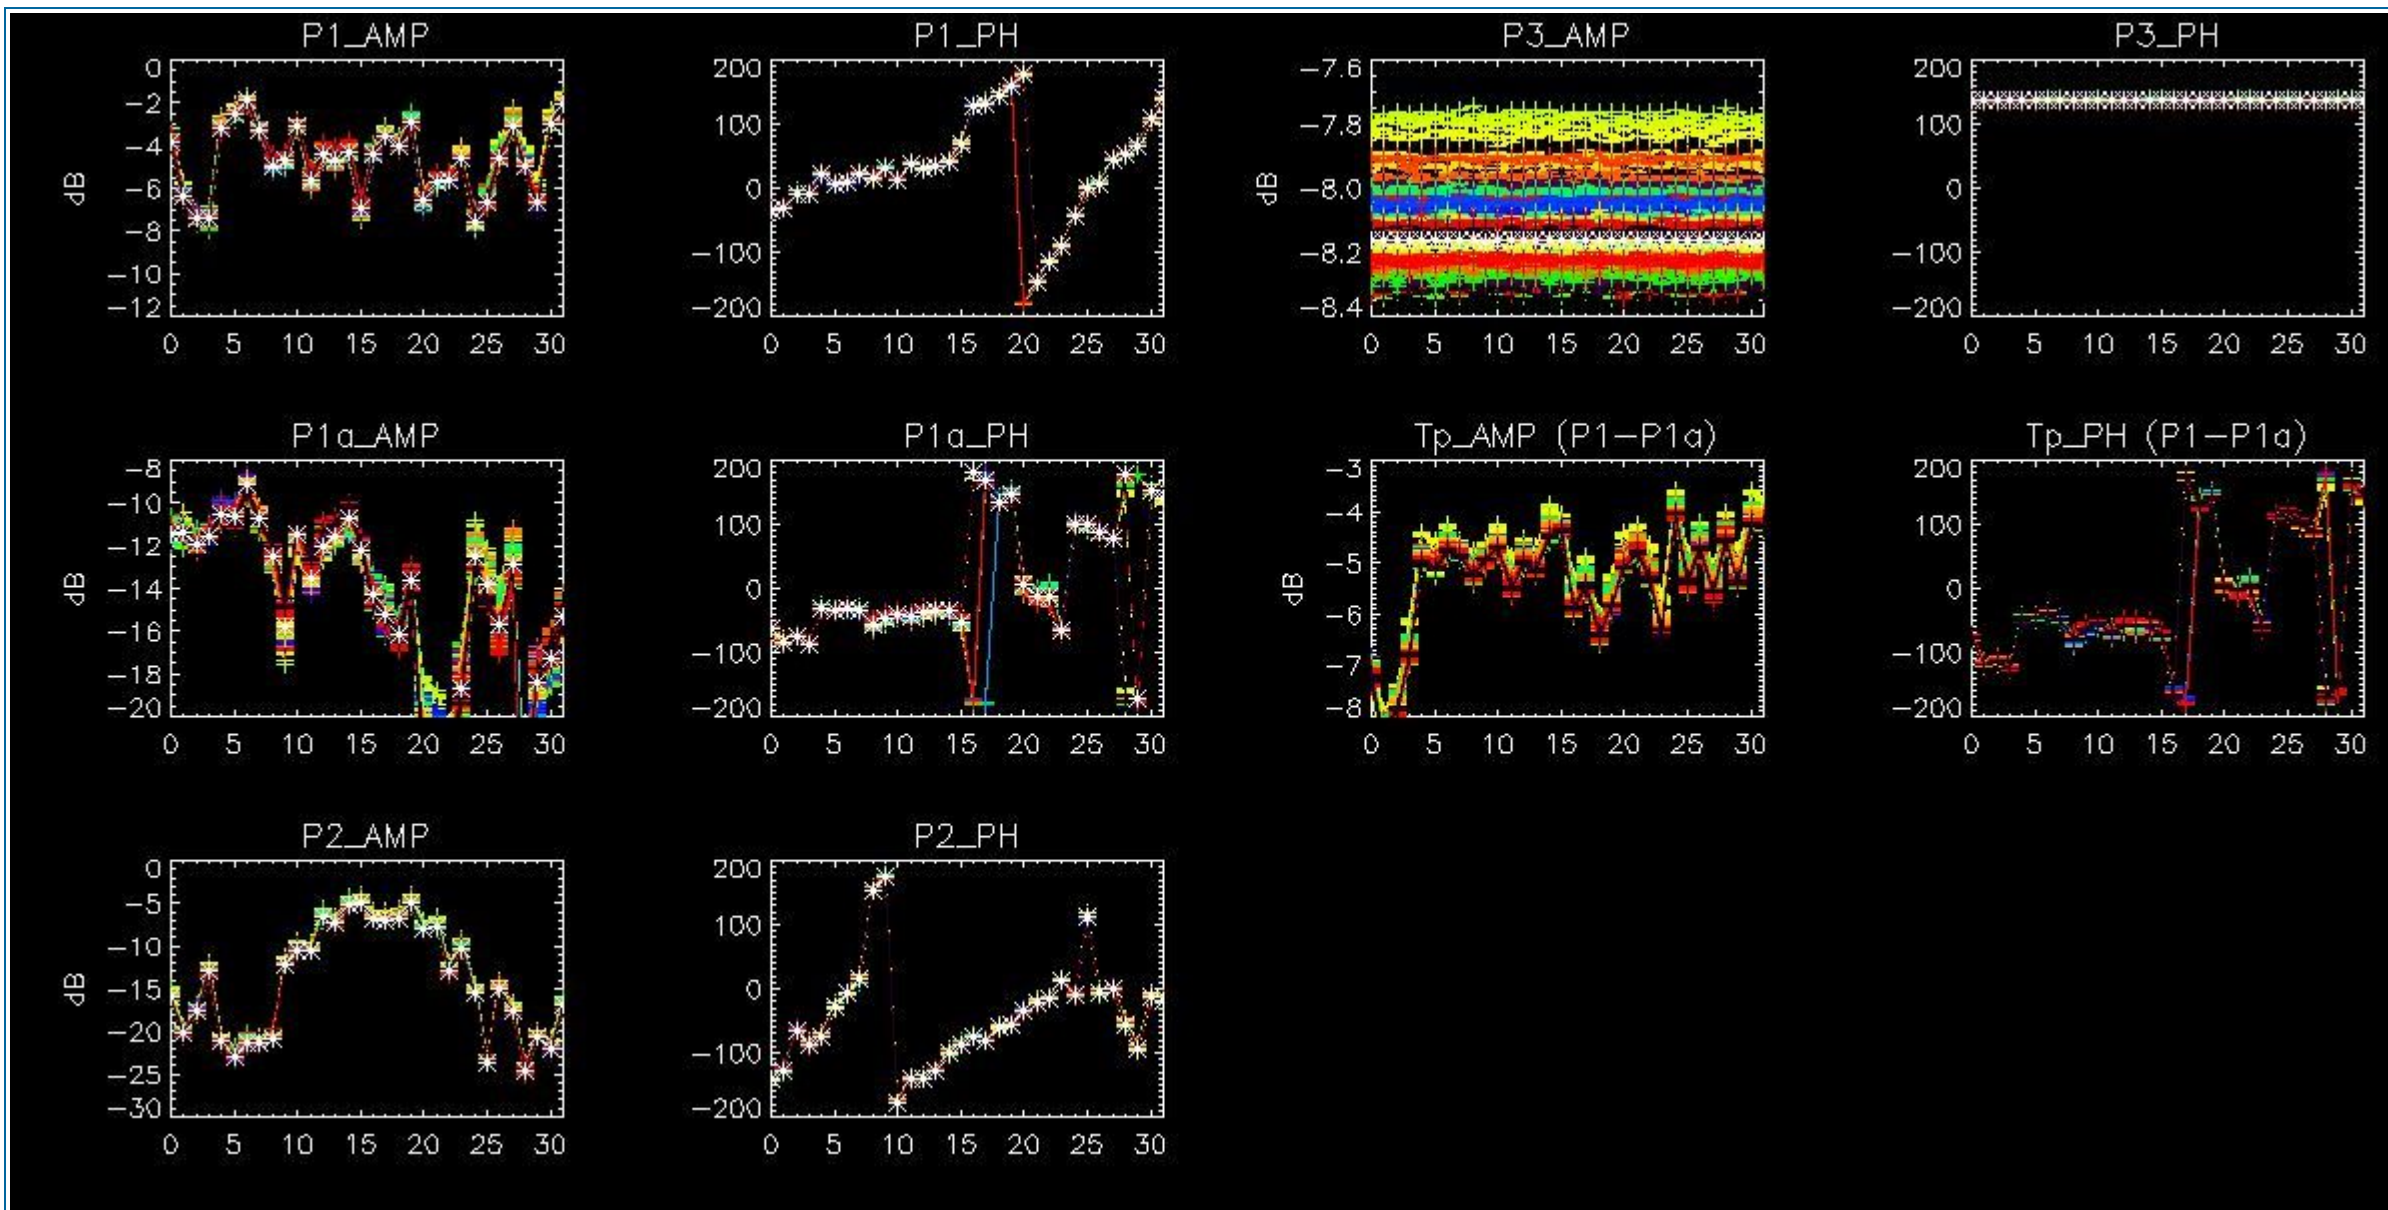 P1_AMP P1_PH P3_AMP P3_PH
0 200 -7.6 200
-2 100 -7.8 100
-4 0 -8.0 0
-6 -100 -8.2 -100
-8 -200 -8.4 -200
-10
-12
dB dB
0 5 10 15 20 25 30 0 5 10 15 20 25 30 0 5 10 15 20 25 30 0 5 10 15 20 25 30
P1a_AMP P1a_PH Tp_AMP (P1-P1a) Tp_PH (P1-P1a)
-8 200 -3 200
-10 100 -4 100
-12 0 -5 0
-14 -100 -6 -100
-16 -200 -7 -200
-18 -8
-20
dB dB
0 5 10 15 20 25 30 0 5 10 15 20 25 30 0 5 10 15 20 25 30 0 5 10 15 20 25 30
P2_AMP P2_PH
0 200
-5 100
-10 0
-15 -100
-20 -200
-25
-30
dB
0 5 10 15 20 25 30 0 5 10 15 20 25 30